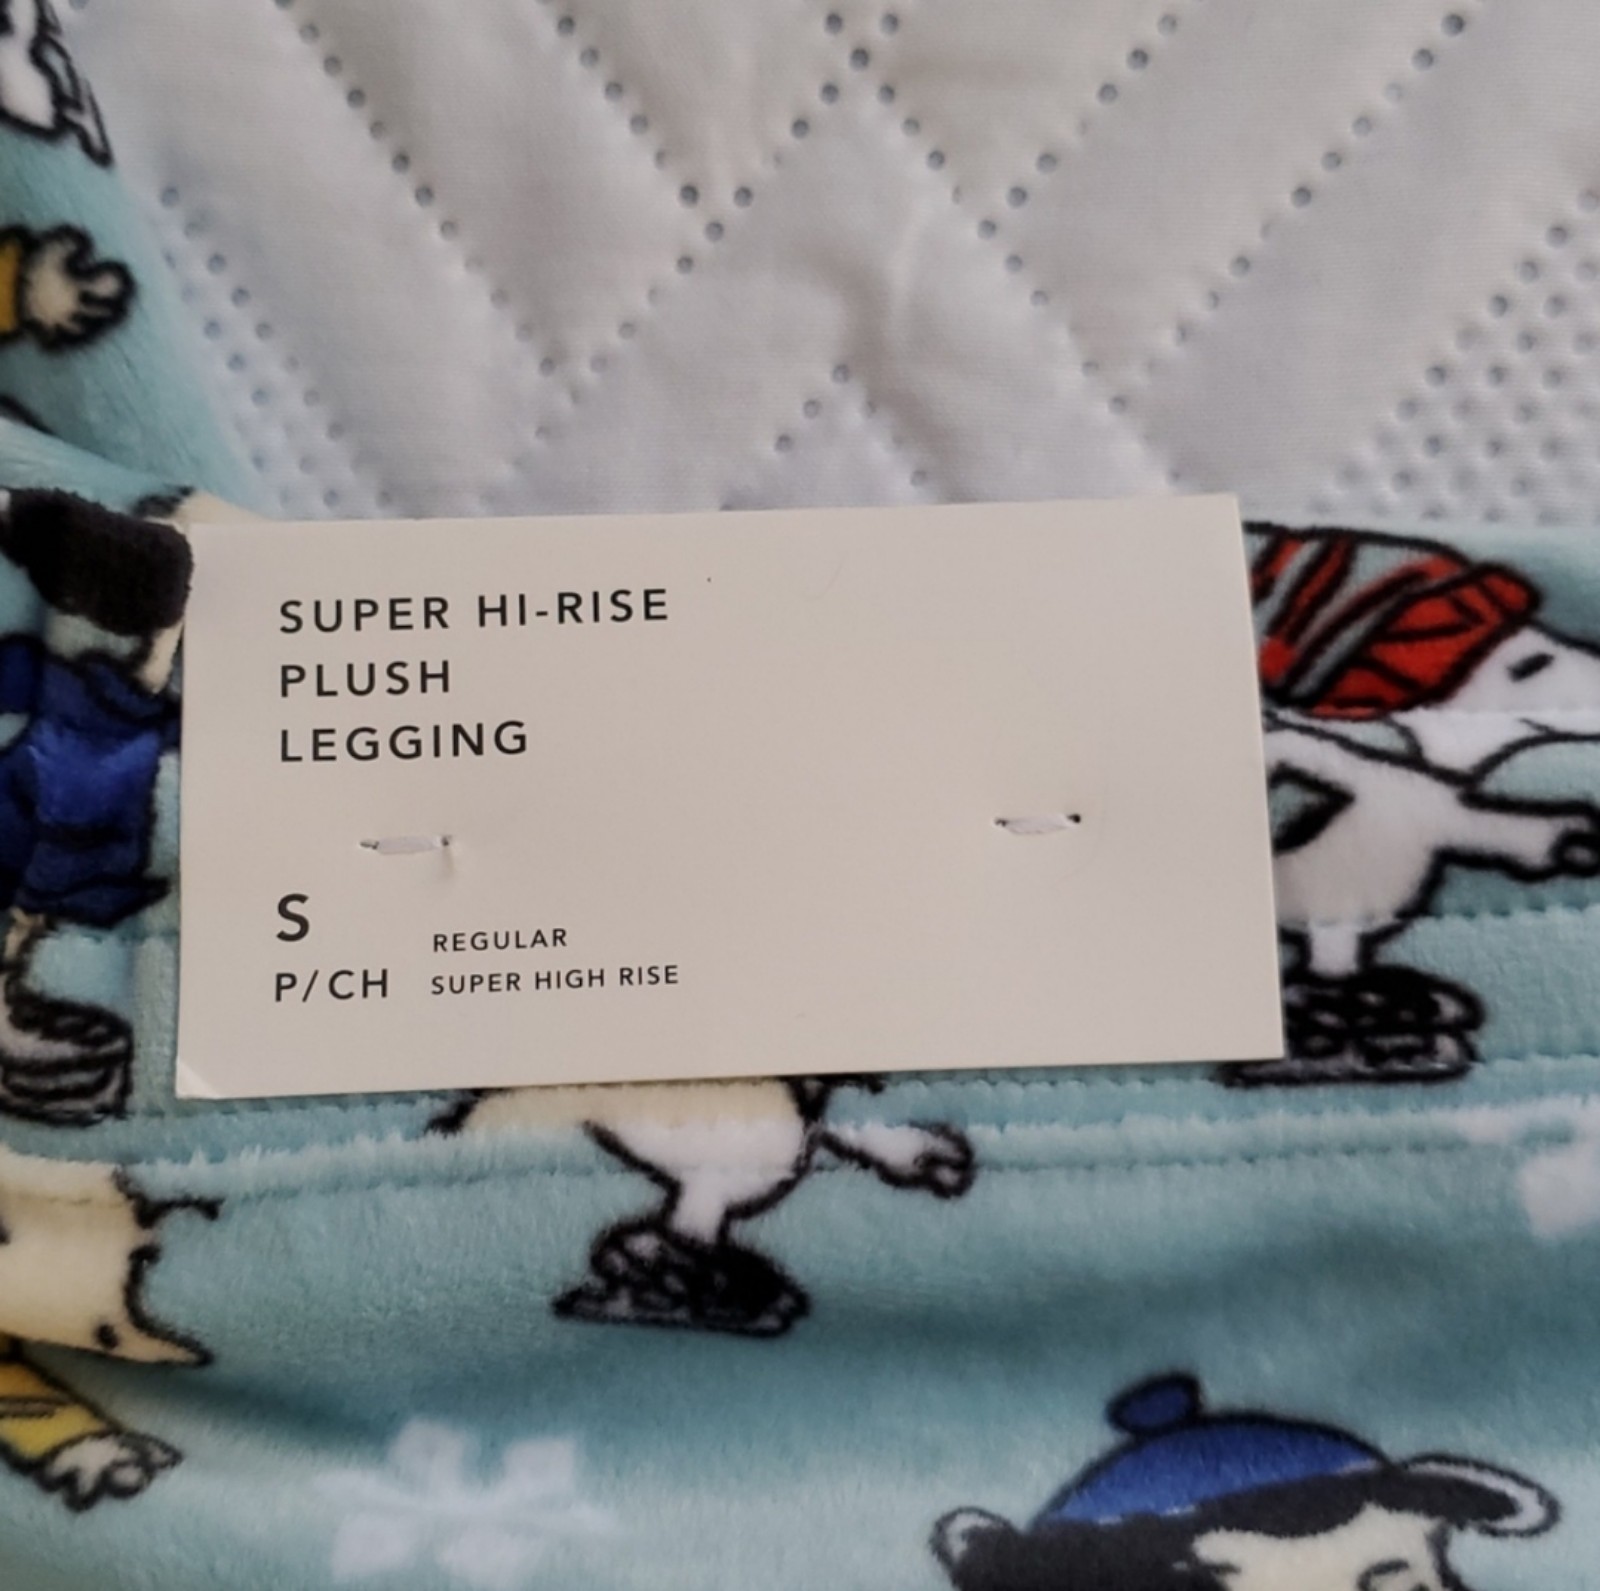 SUPER HI-RISE
PLUSH
LEGGING
S
REGULAR
P/CH SUPER HIGH RISE